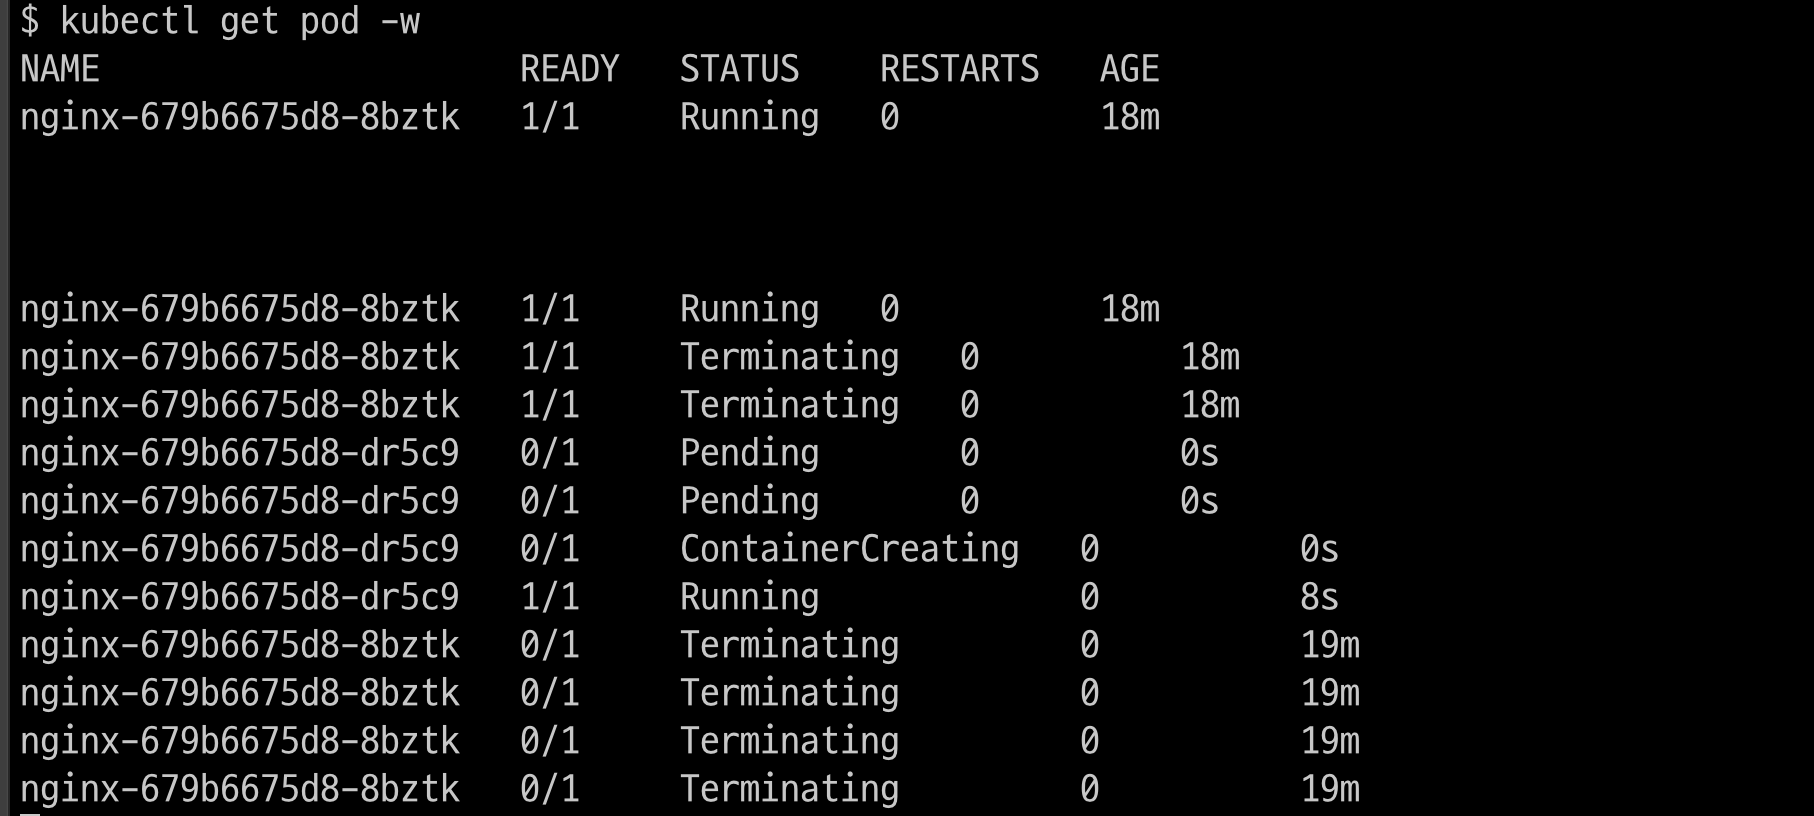 $ kubectl get pod -w
NAME                     READY   STATUS    RESTARTS   AGE
nginx-679b6675d8-8bztk   1/1     Running   0          18m
nginx-679b6675d8-8bztk   1/1     Running   0          18m
nginx-679b6675d8-8bztk   1/1     Terminating   0          18m
nginx-679b6675d8-8bztk   1/1     Terminating   0          18m
nginx-679b6675d8-dr5c9   0/1     Pending       0          0s
nginx-679b6675d8-dr5c9   0/1     Pending       0          0s
nginx-679b6675d8-dr5c9   0/1     ContainerCreating   0          0s
nginx-679b6675d8-dr5c9   1/1     Running             0          8s
nginx-679b6675d8-8bztk   0/1     Terminating         0          19m
nginx-679b6675d8-8bztk   0/1     Terminating         0          19m
nginx-679b6675d8-8bztk   0/1     Terminating         0          19m
nginx-679b6675d8-8bztk   0/1     Terminating         0          19m